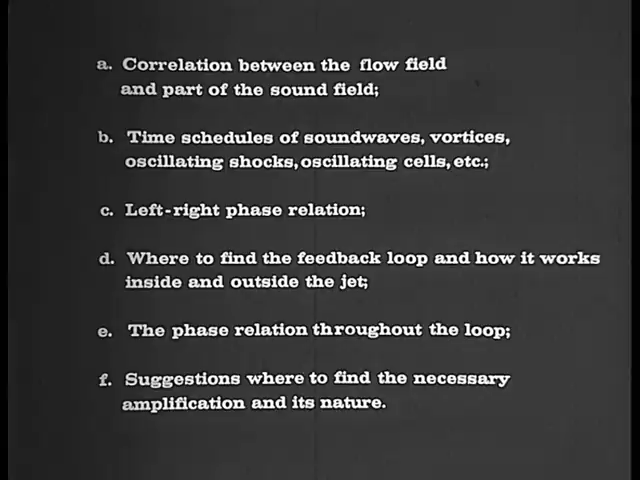 a. Correlation between the flow field
and part of the sound field;
b. Time schedules of soundwaves, vortices,
oscillating shocks, oscillating cells, etc.;
c. Left-right phase relation;
d. Where to find the feedback loop and how it works
inside and outside the jet;
e. The phase relation throughout the loop;
f. Suggestions where to find the necessary
amplification and its nature.